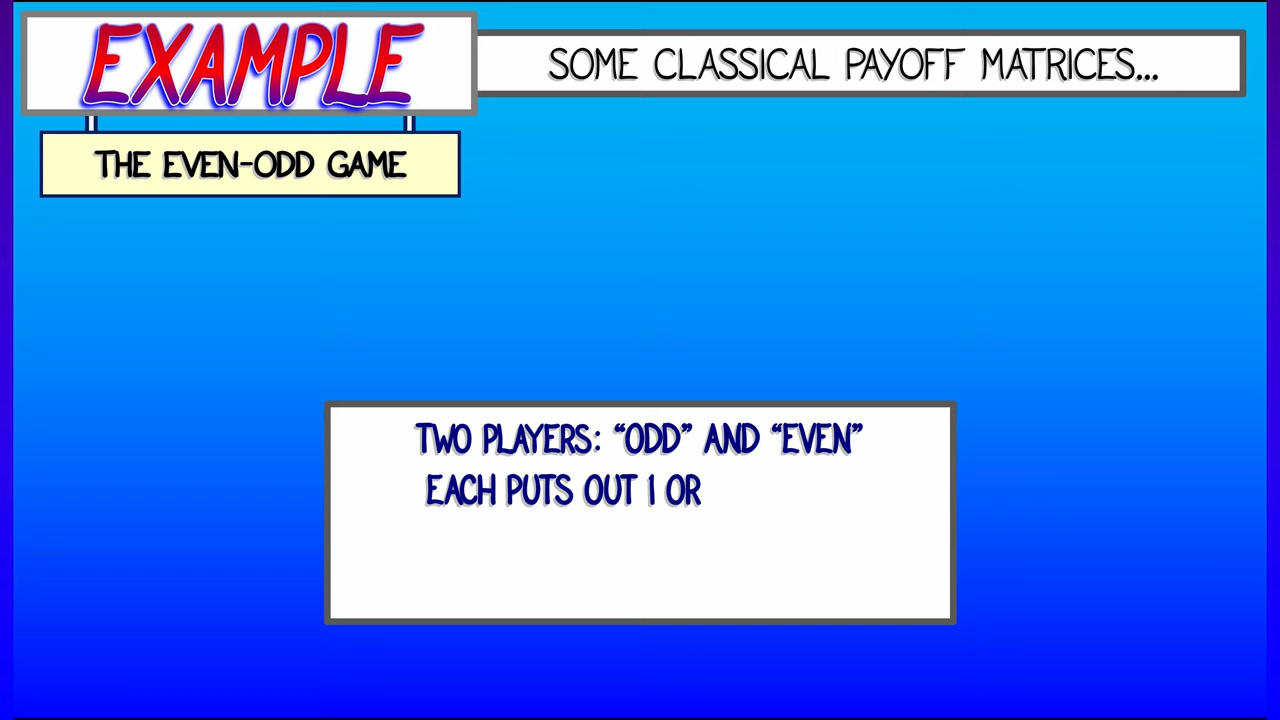 EXAMPLE
SOME CLASSICAL PAYOFF MATRICES...
THE EVEN-ODD GAME
TWO PLAYERS: “ODD” AND “EVEN”
EACH PUTS OUT 1 OR